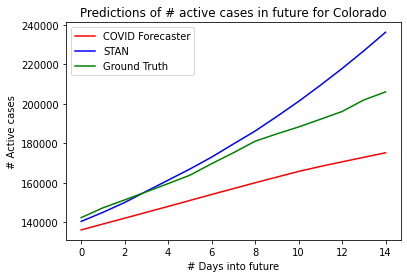 Predictions of # active cases in future for Colorado
COVID Forecaster
STAN
Ground Truth
# Active cases
240000
220000
200000
180000
160000
140000
0 2 4 6 8 10 12 14
# Days into future